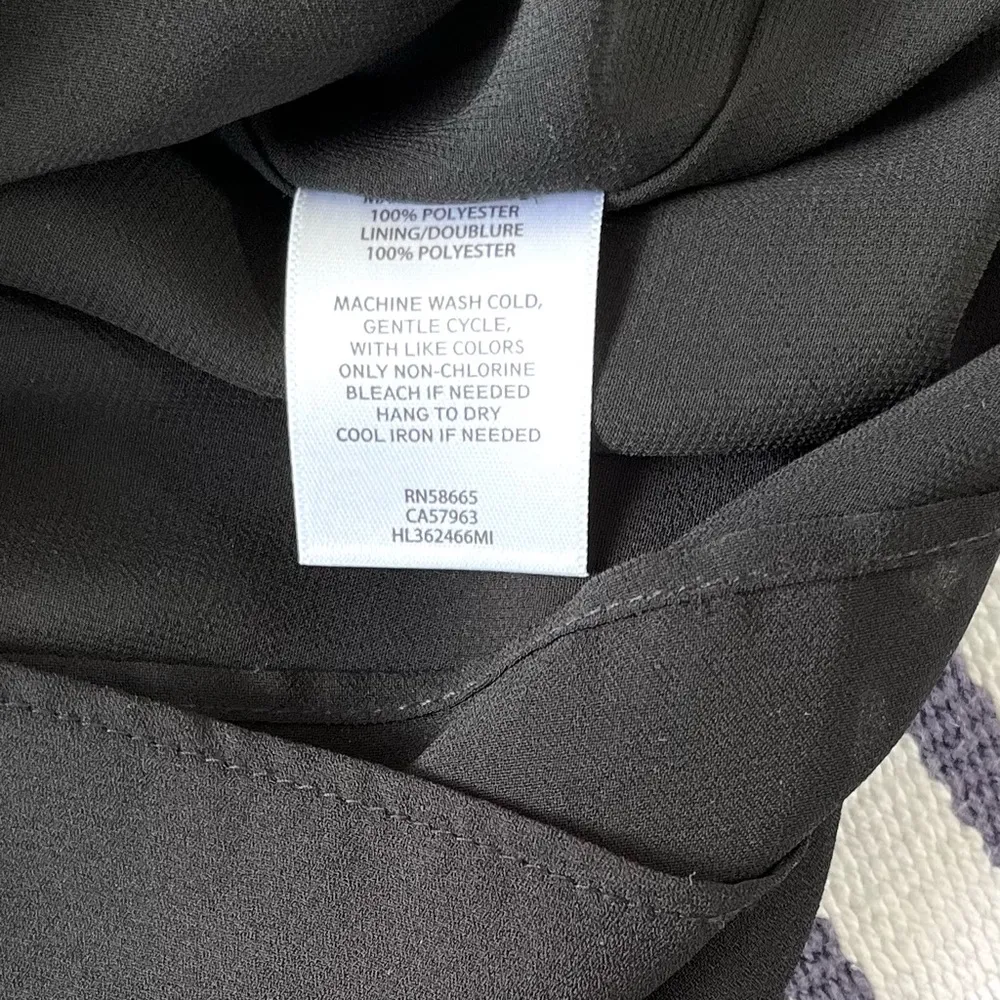 100% POLYESTER
LINING/DOUBLURE
100% POLYESTER
MACHINE WASH COLD,
GENTLE CYCLE,
WITH LIKE COLORS
ONLY NON-CHLORINE
BLEACH IF NEEDED
HANG TO DRY
COOL IRON IF NEEDED
RN58665
CA57963
HL362466MI